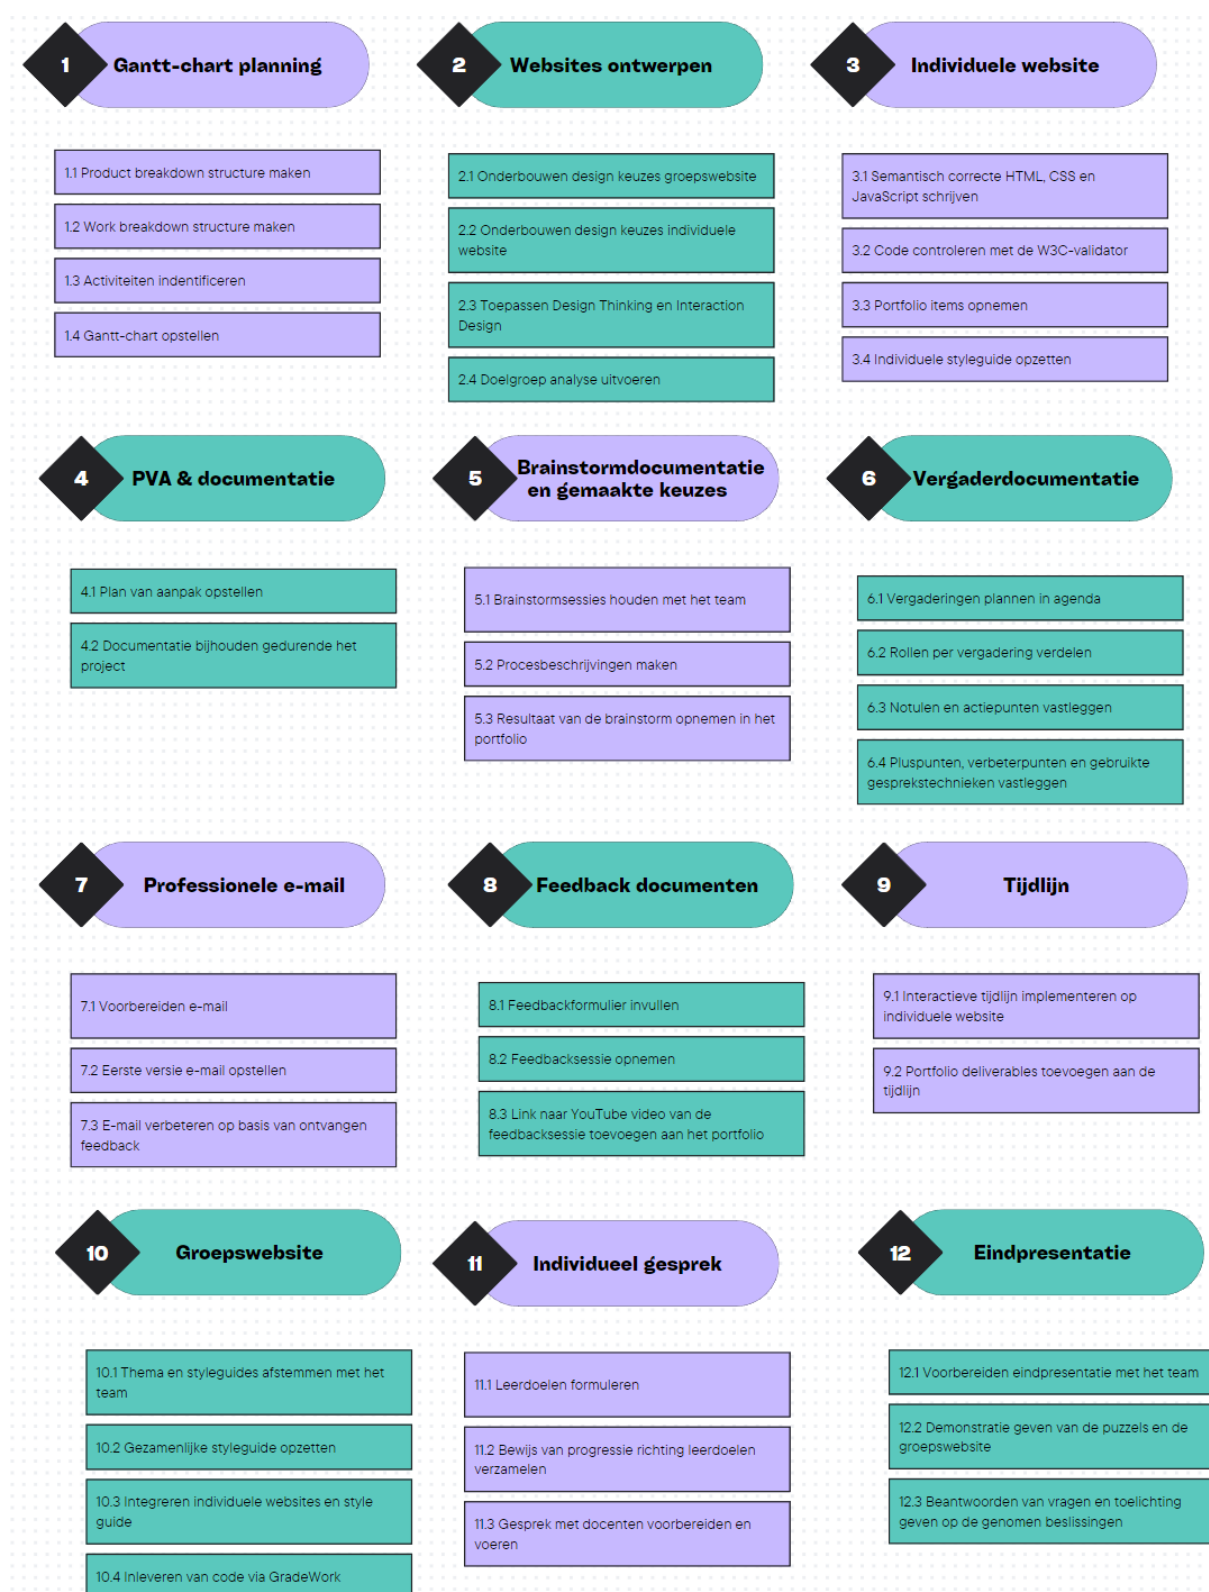 1
Gantt-chart planning
1.1 Product breakdown structure maken
1.2 Work breakdown structure maken
1.3 Activiteiten indentificeren
1.4 Gantt-chart opstellen
2
Websites ontwerpen
2.1 Onderbouwen design keuzes groepswebsite
2.2 Onderbouwen design keuzes individuele
website
2.3 Toepassen Design Thinking en Interaction
Design
2.4 Doelgroep analyse uitvoeren
3
Individuele website
3.1 Semantisch correcte HTML, CSS en
JavaScript schrijven
3.2 Code controleren met de W3C-validator
3.3 Portfolio items opnemen
3.4 Individuele styleguide opzetten
4
PVA & documentatie
4.1 Plan van aanpak opstellen
4.2 Documentatie bijhouden gedurende het
project
5
Brainstormdocumentatie
en gemaakte keuzes
5.1 Brainstormsessies houden met het team
5.2 Procesbeschrijvingen maken
5.3 Resultaat van de brainstorm opnemen in het
portfolio
6
Vergaderdocumentatie
6.1 Vergaderingen plannen in agenda
6.2 Rollen per vergadering verdelen
6.3 Notulen en actiepunten vastleggen
6.4 Pluspunten, verbeterpunten en gebruikte
gesprekstechnieken vastleggen
7
Professionele e-mail
7.1 Voorbereiden e-mail
7.2 Eerste versie e-mail opstellen
7.3 E-mail verbeteren op basis van ontvangen
feedback
8
Feedback documenten
8.1 Feedbackformulier invullen
8.2 Feedbacksessie opnemen
8.3 Link naar YouTube video van de
feedbacksessie toevoegen aan het portfolio
9
Tijdlijn
9.1 Interactieve tijdlijn implementeren op
individuele website
9.2 Portfolio deliverables toevoegen aan de
tijdlijn
10
Groepswebsite
10.1 Thema en styleguides afstemmen met het
team
10.2 Gezamenlijke styleguide opzetten
10.3 Integreren individuele websites en style
guide
10.4 Inleveren van code via GradeWork
11
Individueel gesprek
11.1 Leerdoelen formuleren
11.2 Bewijs van progressie richting leerdoelen
verzamelen
11.3 Gesprek met docenten voorbereiden en
voeren
12
Eindpresentatie
12.1 Voorbereiden eindpresentatie met het team
12.2 Demonstratie geven van de puzzels en de
groepswebsite
12.3 Beantwoorden van vragen en toelichting
geven op de genomen beslissingen